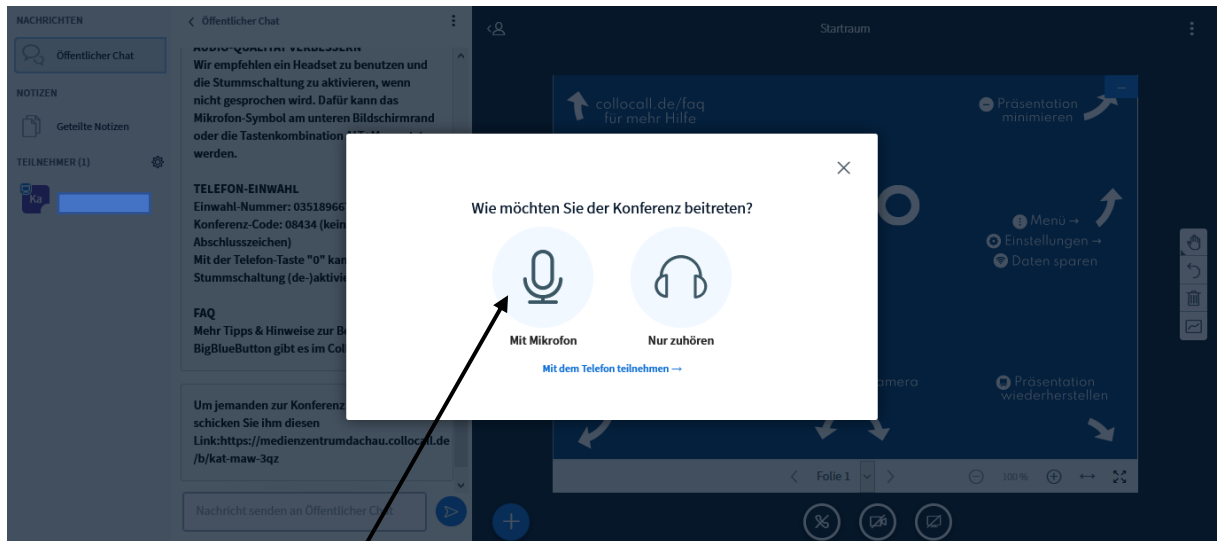 NACHRICHTEN
Öffentlicher Chat
NOTIZEN
Geteilte Notizen
TEILNEHMER (1)
Ka
Öffentlicher Chat
AUDIO-QUALITÄT VERBESSERN
Wir empfehlen ein Headset zu benutzen und
die Stummschaltung zu aktivieren, wenn
nicht gesprochen wird. Dafür kann das
Mikrofon-Symbol am unteren Bildschirmrand
oder die Tastenkombination
werden.
TELEFON-EINWAHL
Einwahl-Nummer: 03518966
Konferenz-Code: 08434 (kein
Abschlusszeichen)
Mit der Telefon-Taste "0" kan
Stummschaltung (de-)aktivie
FAQ
Mehr Tipps & Hinweise zur B
BigBlueButton gibt es im Col
Um jemanden zur Konferenz
schicken Sie ihm diesen
Link:https://medienzentrumdachau.collocall.de
/b/kat-maw-3qz
Nachricht senden an Öffentlicher Chat
Startraum
collocall.de/faq
für mehr Hilfe
Präsentation
minimieren
Menü →
Einstellungen →
Daten sparen
amera
Präsentation
wiederherstellen
Folie 1
100 %
Wie möchten Sie der Konferenz beitreten?
Mit Mikrofon
Nur zuhören
Mit dem Telefon teilnehmen →